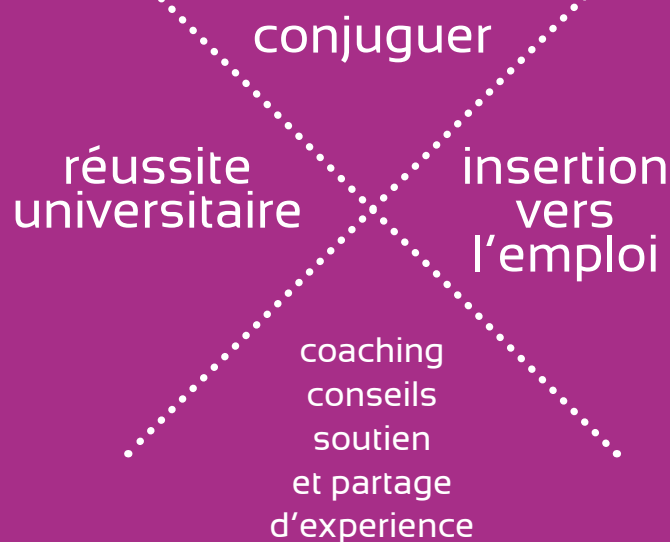 conjuguer
réussite
universitaire
insertion
vers
l'emploi
coaching
conseils
soutien
et partage
d'experience